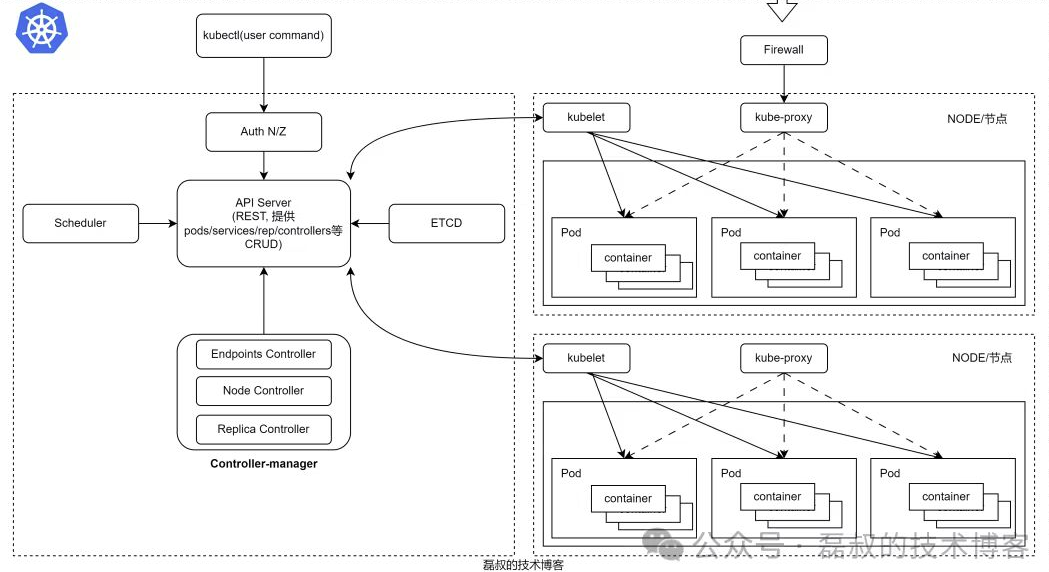 kubectl(user command)
Firewall
Auth N/Z
kubelet
kube-proxy
NODE/节点
API Server
(REST, 提供
pods/services/rep/controllers等
CRUD)
Scheduler
ETCD
Pod
container
Pod
container
Pod
container
Endpoints Controller
Node Controller
Replica Controller
Controller-manager
kubelet
kube-proxy
NODE/节点
Pod
container
Pod
container
Pod
container
公众号 · 磊叔的技术博客
磊叔的技术博客